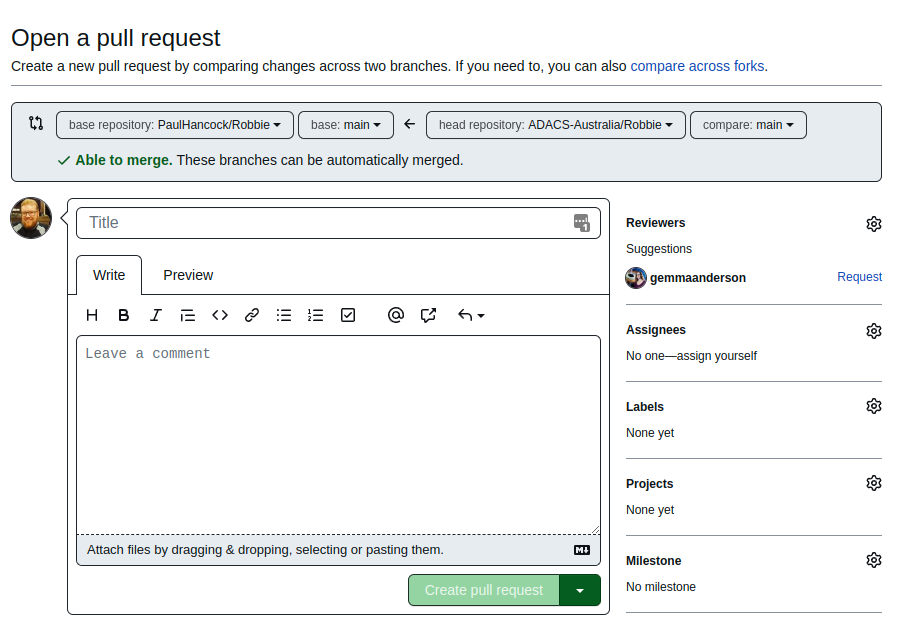 Open a pull request
Create a new pull request by comparing changes across two branches. If you need to, you can also compare across forks.
base repository: PaulHancock/Robbie base: main head repository: ADACS-Australia/Robbie compare: main
Able to merge. These branches can be automatically merged.
Title
1
Write Preview
H B I
Leave a comment
Attach files by dragging & dropping, selecting or pasting them.
Create pull request
Reviewers
Suggestions
gemmaanderson Request
Assignees
No one—assign yourself
Labels
None yet
Projects
None yet
Milestone
No milestone